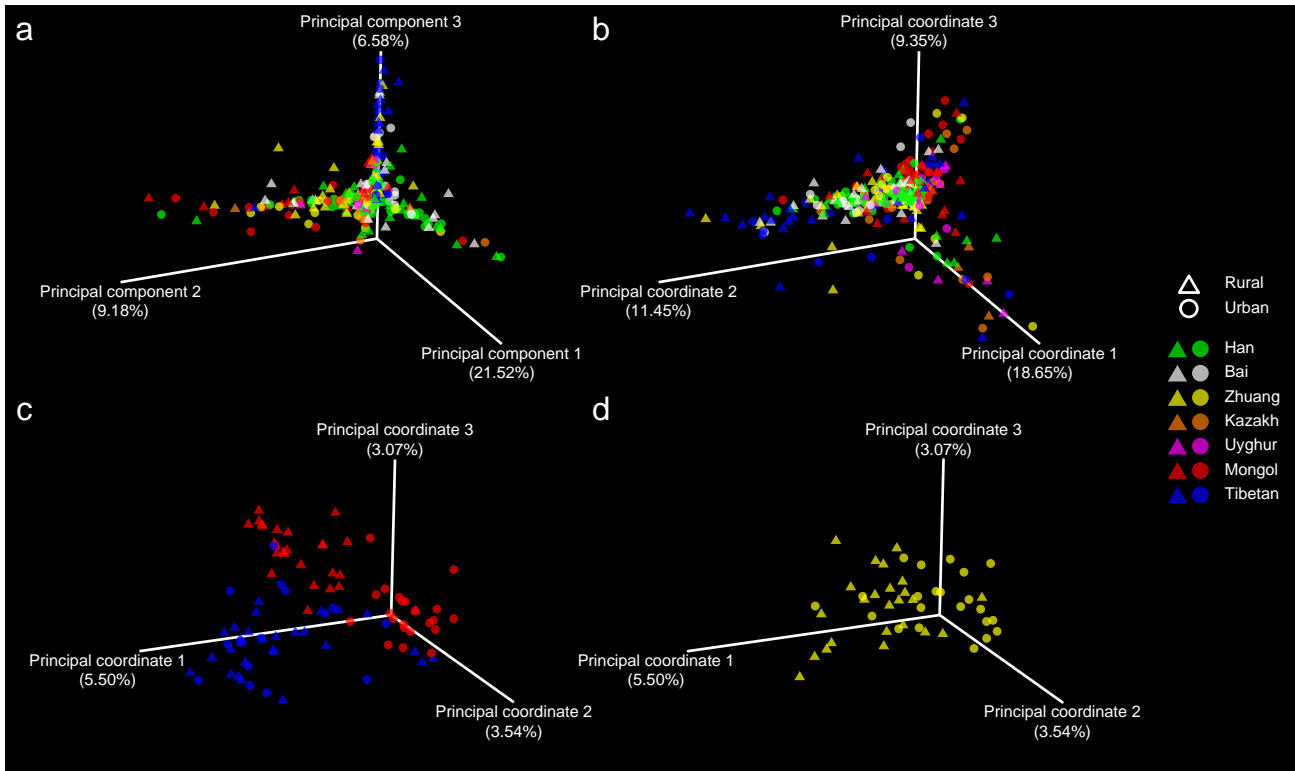 a
Principal component 3
(6.58%)
Principal component 2
(9.18%)
Principal component 1
(21.52%)
b
Principal coordinate 3
(9.35%)
Principal coordinate 2
(11.45%)
Principal coordinate 1
(18.65%)
Rural
Urban
Han
Bai
Zhuang
Kazakh
Uyghur
Mongol
Tibetan
c
Principal coordinate 3
(3.07%)
Principal coordinate 1
(5.50%)
Principal coordinate 2
(3.54%)
d
Principal coordinate 3
(3.07%)
Principal coordinate 1
(5.50%)
Principal coordinate 2
(3.54%)